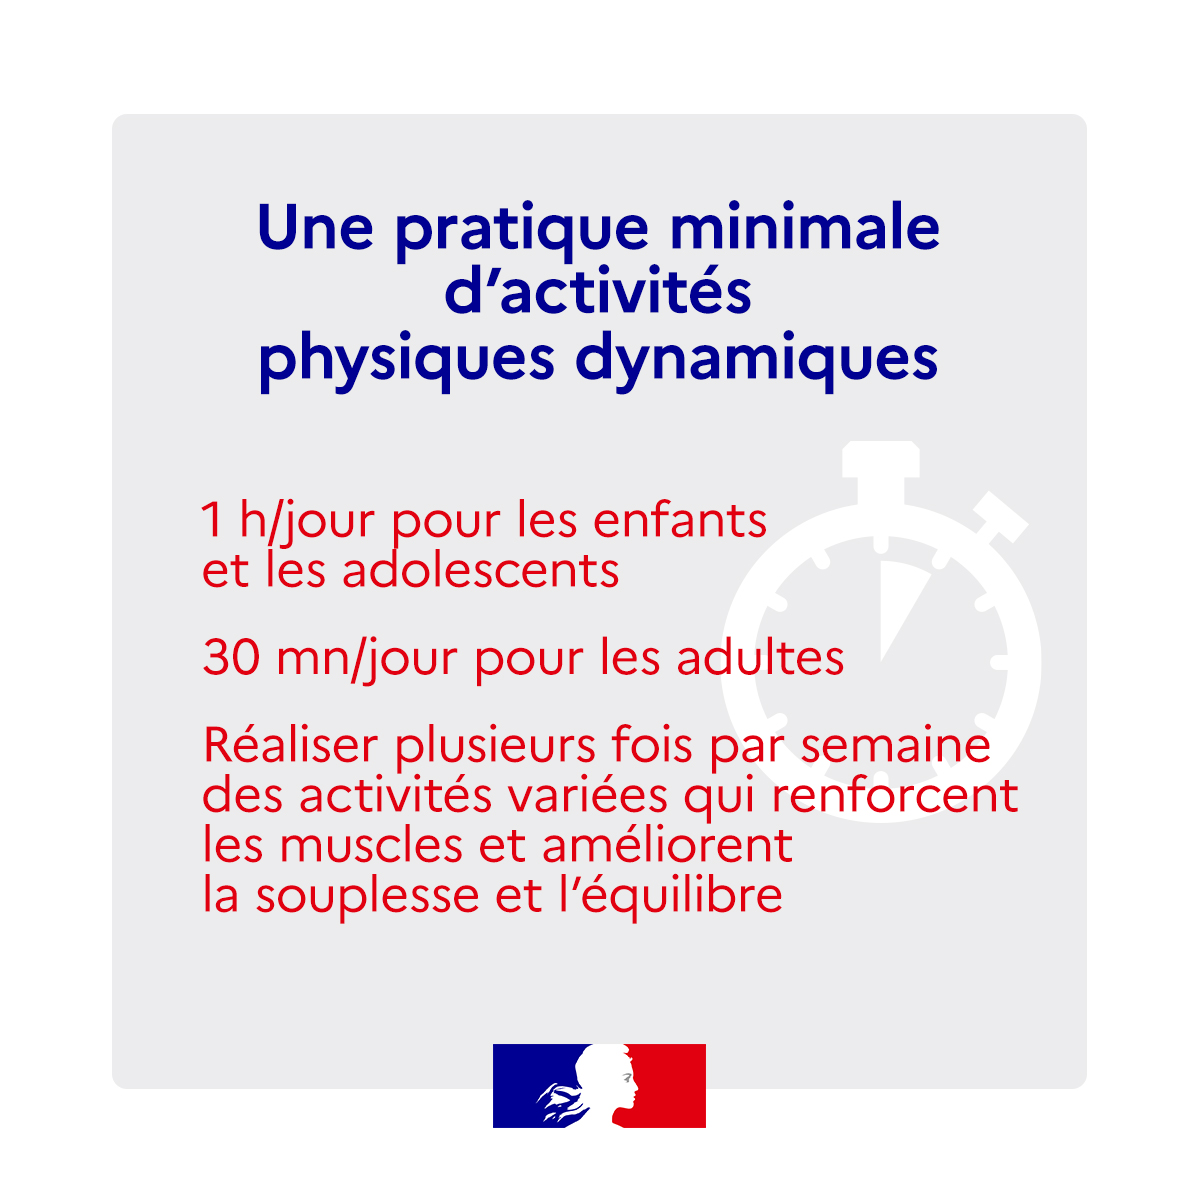 Une pratique minimale
d’activités
physiques dynamiques
1 h/jour pour les enfants
et les adolescents
30 mn/jour pour les adultes
Réaliser plusieurs fois par semaine
des activités variées qui renforcent
les muscles et améliorent
la souplesse et l’équilibre